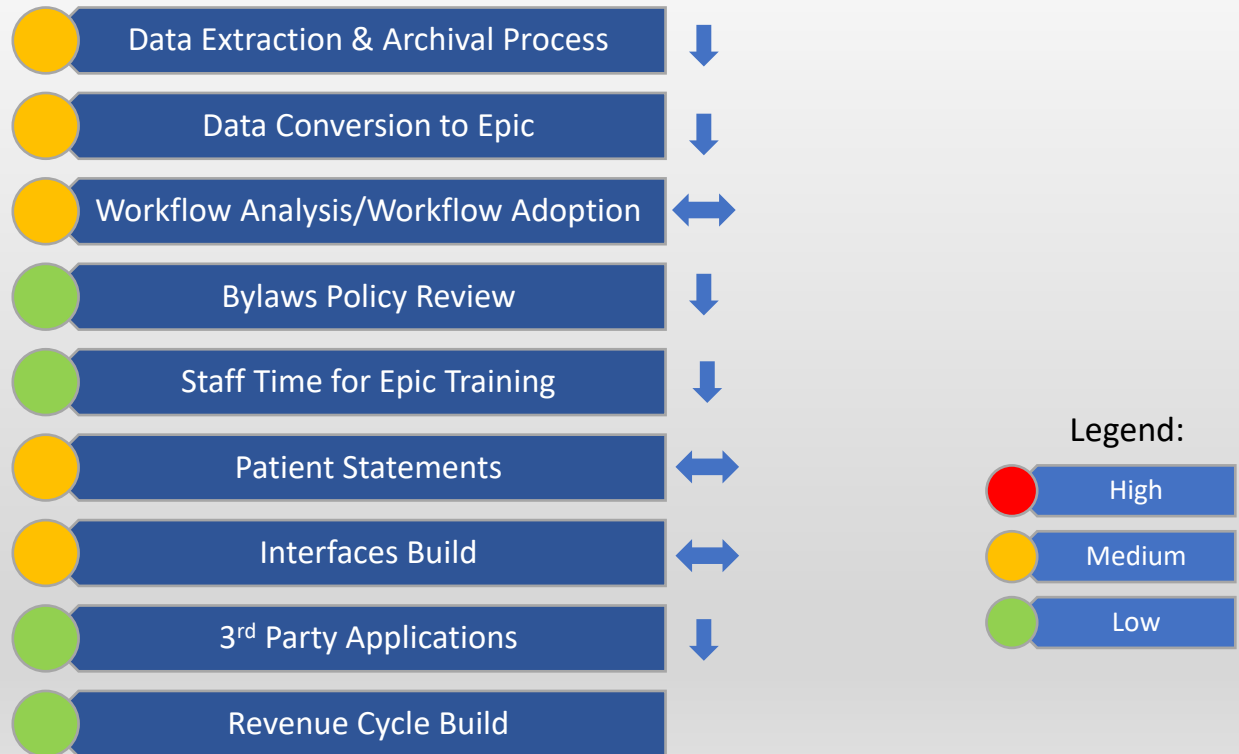 Data Extraction & Archival Process
Data Conversion to Epic
Workflow Analysis/Workflow Adoption
Bylaws Policy Review
Staff Time for Epic Training
Patient Statements
Interfaces Build
3rd Party Applications
Revenue Cycle Build
Legend:
High
Medium
Low